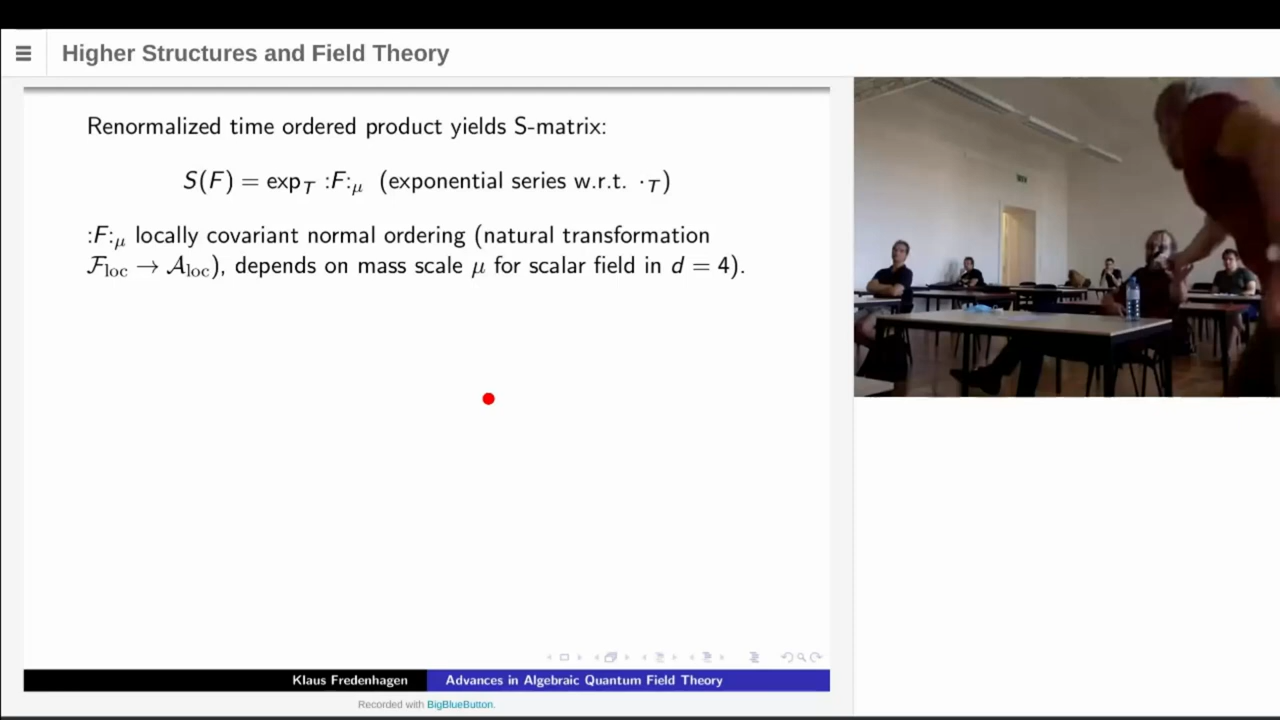 Higher Structures and Field Theory
Renormalized time ordered product yields S-matrix:
S(F) = exp_T :F:_μ (exponential series w.r.t. ·_T)
:F:_μ locally covariant normal ordering (natural transformation
𝓕_loc → 𝓐_loc), depends on mass scale μ for scalar field in d = 4).
Klaus Fredenhagen
Advances in Algebraic Quantum Field Theory
Recorded with BigBlueButton.